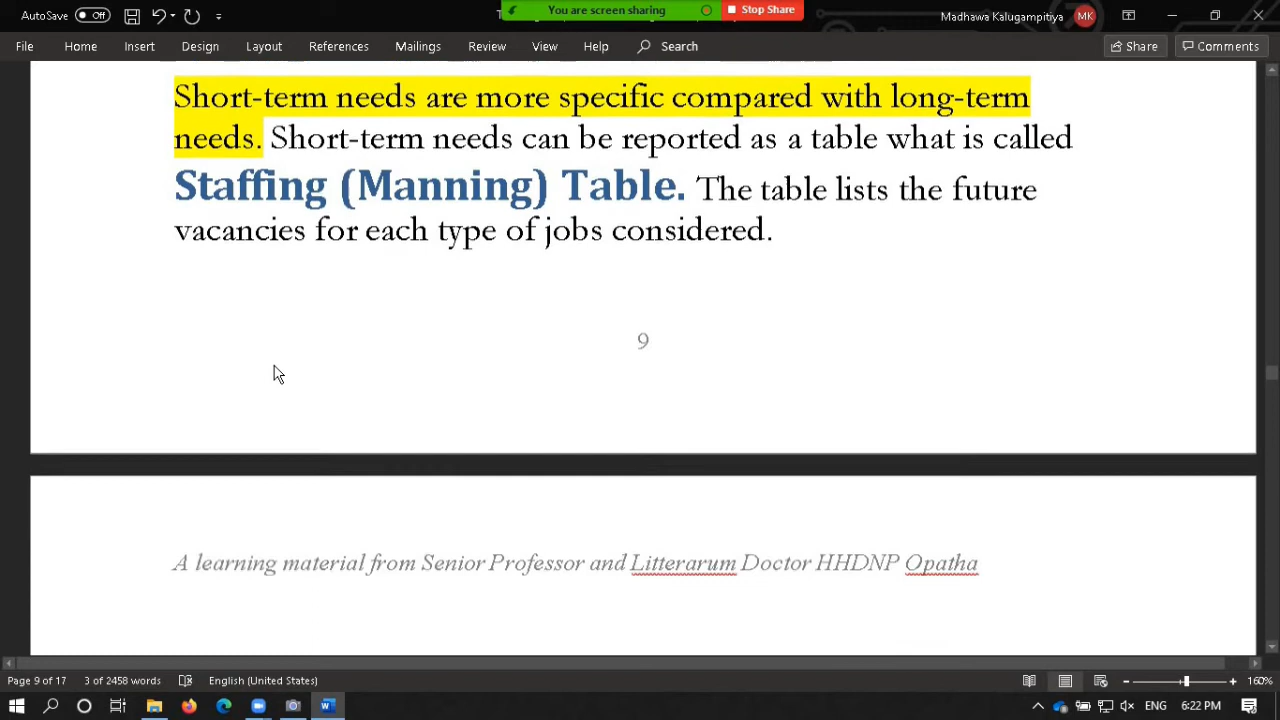 AutoSave Off
You are screen sharing Stop Share
Madhawa Kalugampitiya MK
File Home Insert Design Layout References Mailings Review View Help Search Share Comments
Short-term needs are more specific compared with long-term
needs. Short-term needs can be reported as a table what is called
Staffing (Manning) Table. The table lists the future
vacancies for each type of jobs considered.
9
A learning material from Senior Professor and Litterarum Doctor HHDNP Opatha
Page 9 of 17 3 of 2458 words English (United States) 160%
ENG 6:22 PM